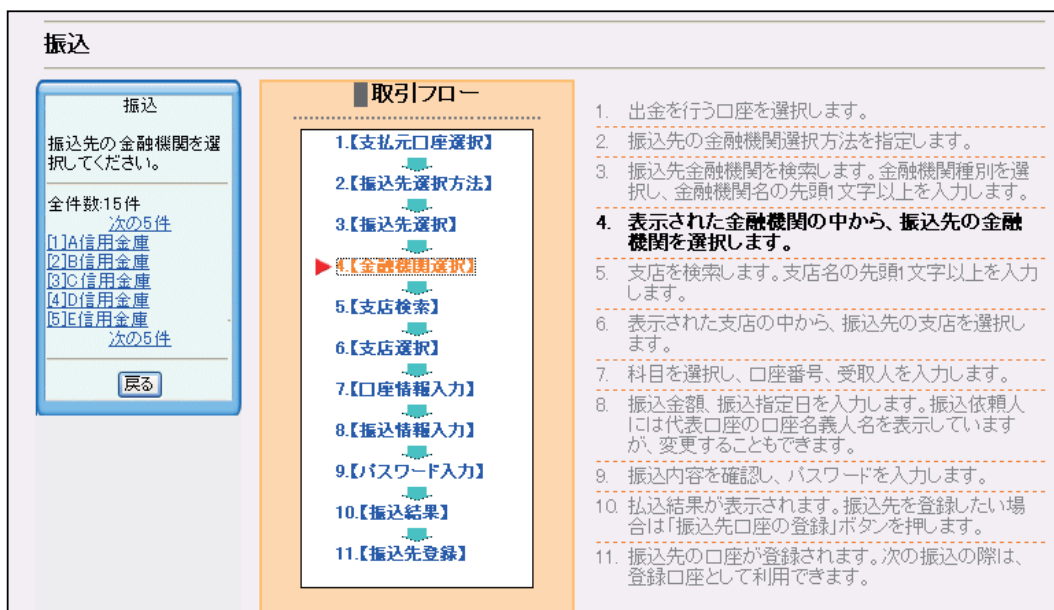 振込
振込
振込先の金融機関を選
択してください。
全件数:15件
次の5件
[1]A信用金庫
[2]B信用金庫
[3]C信用金庫
[4]D信用金庫
[5]E信用金庫
次の5件
戻る
■取引フロー
1.【支払元口座選択】
2.【振込先選択方法】
3.【振込先選択】
4.【金融機関選択】
5.【支店検索】
6.【支店選択】
7.【口座情報入力】
8.【振込情報入力】
9.【パスワード入力】
10.【振込結果】
11.【振込先登録】
1. 出金を行う口座を選択します。
2. 振込先の金融機関選択方法を指定します。
3. 振込先金融機関を検索します。金融機関種別を選
択し、金融機関名の先頭1文字以上を入力します。
4. 表示された金融機関の中から、振込先の金融
機関を選択します。
5. 支店を検索します。支店名の先頭1文字以上を入力
します。
6. 表示された支店の中から、振込先の支店を選択し
ます。
7. 科目を選択し、口座番号、受取人を入力します。
8. 振込金額、振込指定日を入力します。振込依頼人
には代表口座の口座名義人名を表示しています
が、変更することもできます。
9. 振込内容を確認し、パスワードを入力します。
10. 払込結果が表示されます。振込先を登録したい場
合は「振込先口座の登録」ボタンを押します。
11. 振込先の口座が登録されます。次の振込の際は、
登録口座として利用できます。